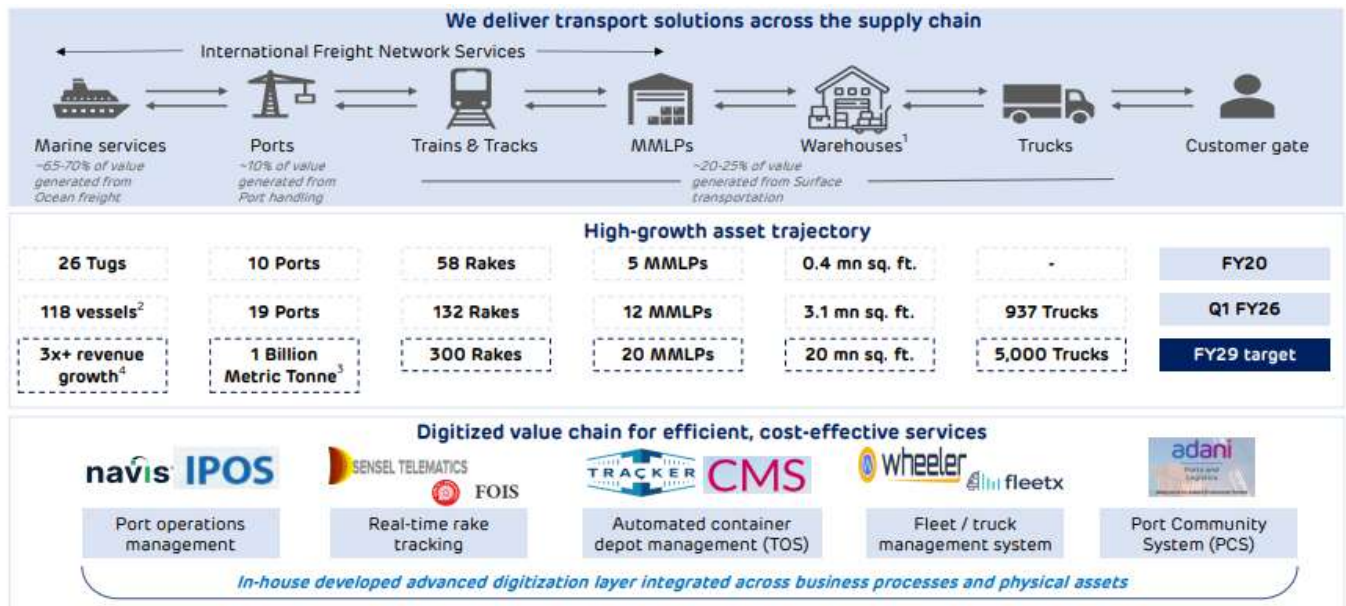 We deliver transport solutions across the supply chain
International Freight Network Services
Marine services
~65-70% of value
generated from
Ocean freight
Ports
~10% of value
generated from
Port handling
Trains & Tracks
MMLPs
Warehouses1
~20-25% of value
generated from Surface
transportation
Trucks
Customer gate
High-growth asset trajectory
26 Tugs 10 Ports 58 Rakes 5 MMLPs 0.4 mn sq. ft. - FY20
118 vessels2 19 Ports 132 Rakes 12 MMLPs 3.1 mn sq. ft. 937 Trucks Q1 FY26
3x+ revenue
growth4
1 Billion
Metric Tonne3
300 Rakes 20 MMLPs 20 mn sq. ft. 5,000 Trucks FY29 target
Digitized value chain for efficient, cost-effective services
navis IPOS
SENSEL TELEMATICS
FOIS
TRACKER CMS
wheeler
fleetx
adani
Ports and
Logistics
Port operations
management
Real-time rake
tracking
Automated container
depot management (TOS)
Fleet / truck
management system
Port Community
System (PCS)
In-house developed advanced digitization layer integrated across business processes and physical assets